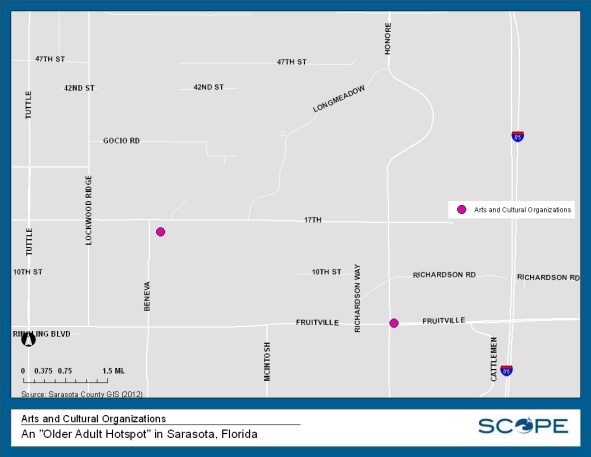 HONORE
47TH ST
47TH ST
42ND ST
42ND ST
TUTTLE
LONGMEADOW
GOCIO RD
95
LOCKWOOD RIDGE
Arts and Cultural Organizations
17TH
TUTTLE
10TH ST
10TH ST
RICHARDSON RD
RICHARDSON RD
BENEVA
RICHARDSON WAY
FRUITVILLE
FRUITVILLE
RINGLING BLVD
MCINTOSH
CATTLEMEN
95
0 0.375 0.75 1.5 Mi.
Source: Sarasota County GIS (2012)
Arts and Cultural Organizations
An "Older Adult Hotspot" in Sarasota, Florida
SCOPE